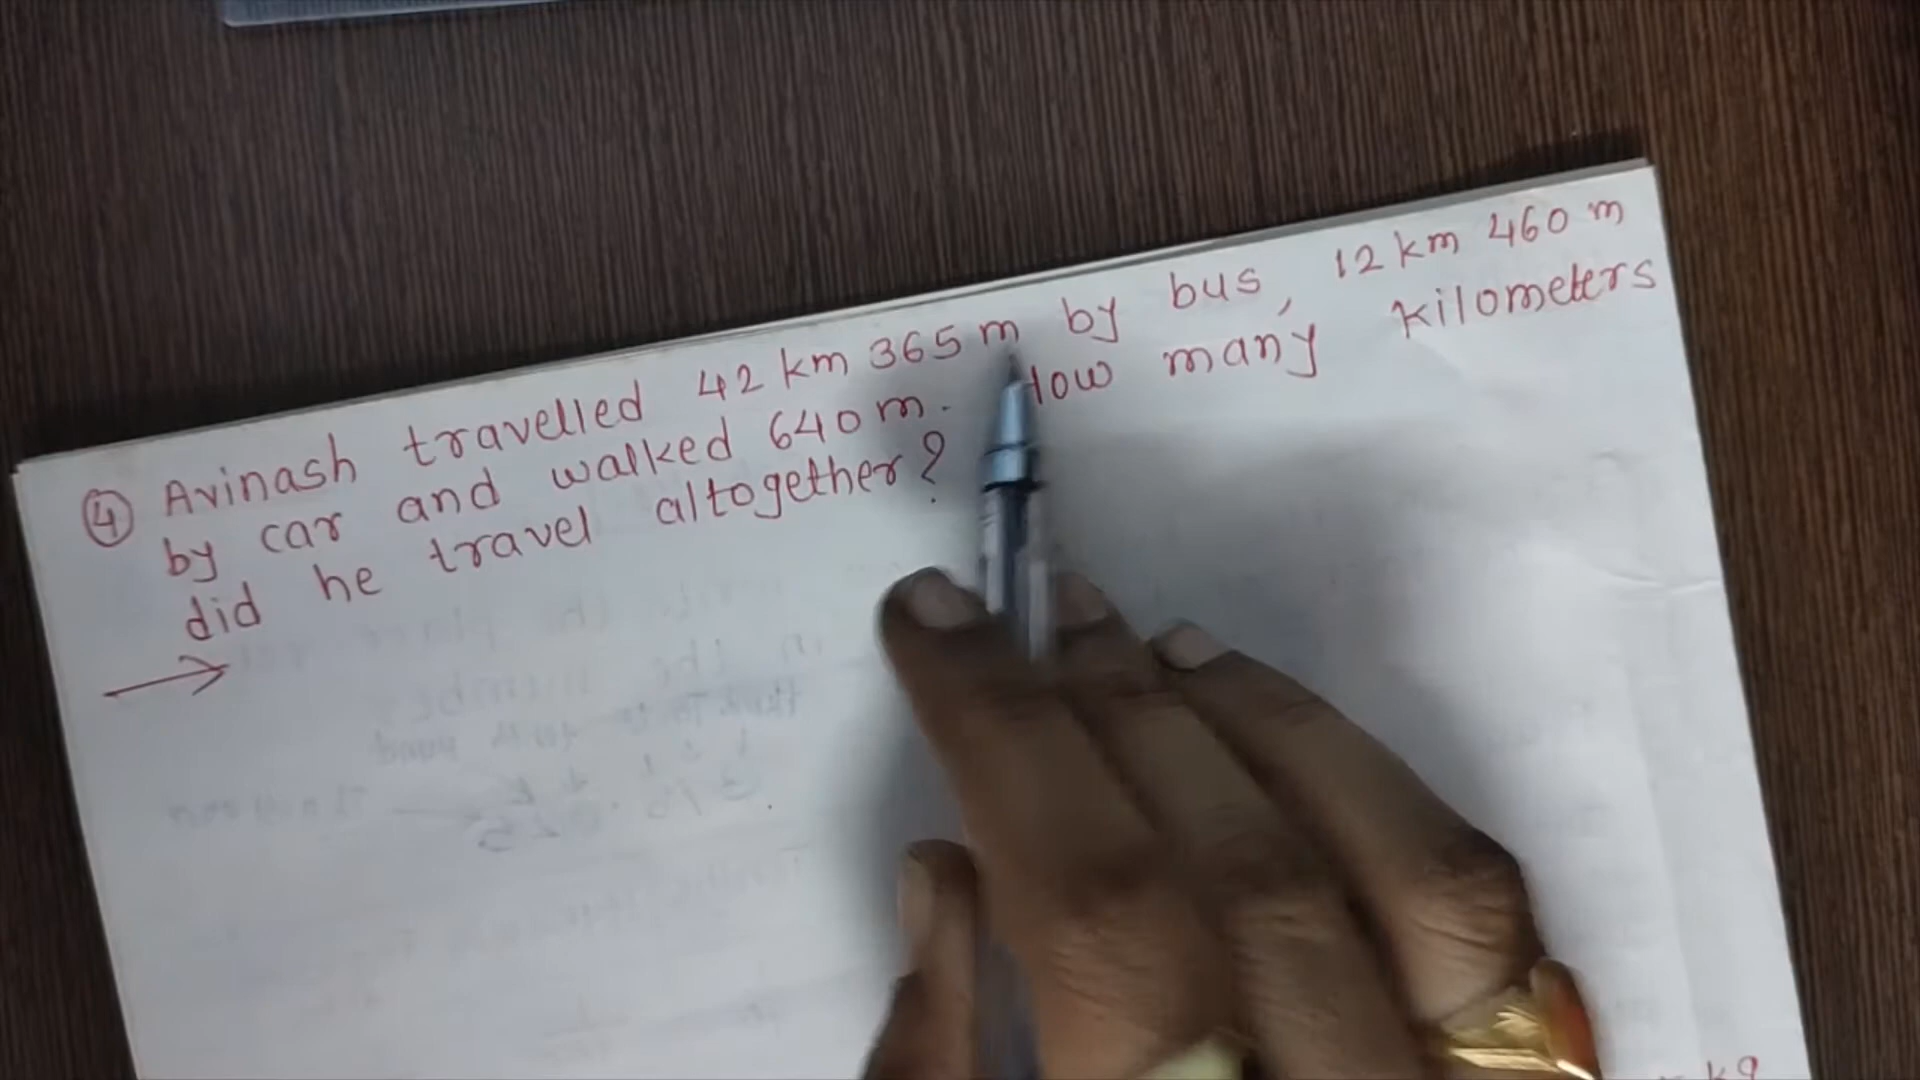 ④ Avinash travelled 42 km 365 m by bus, 12 km 460 m
by car and walked 640 m. How many kilometers
did he travel altogether?
kg